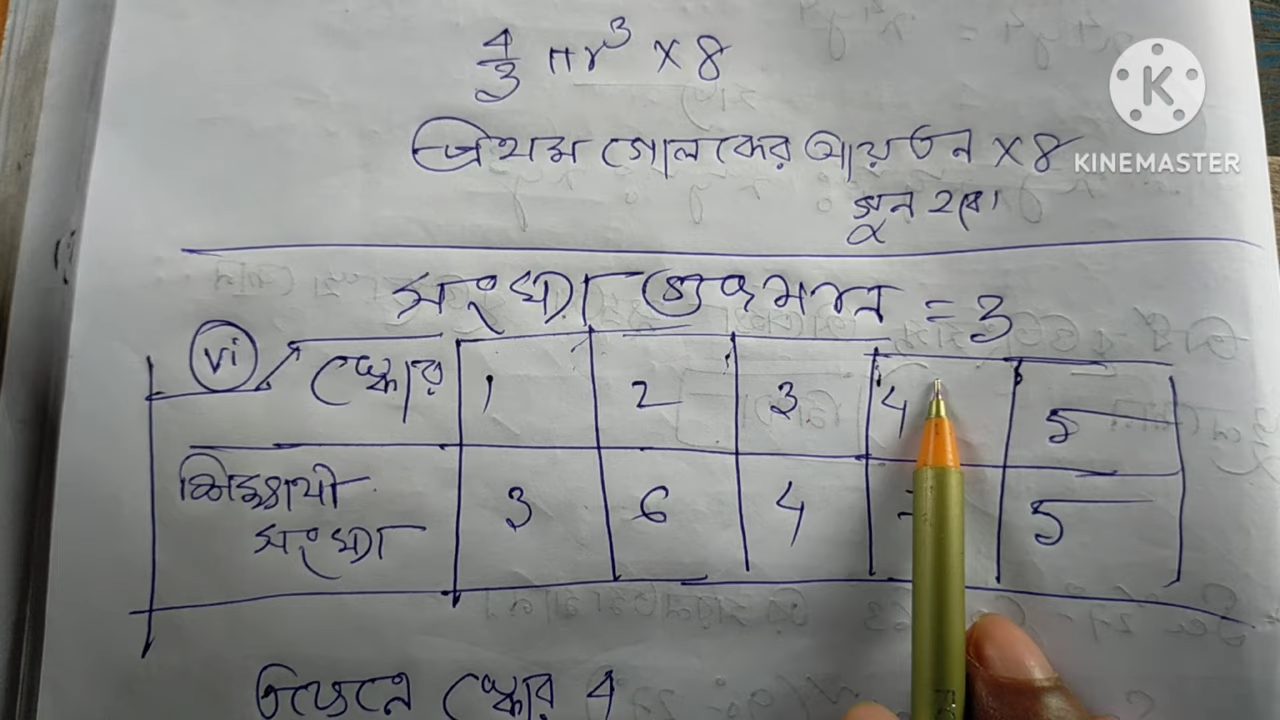 4/3 πr³ × 8
প্রথম গোলকের আয়তন × 8
KINEMASTER
গুন হবে।
সংখ্যা গুরুমান = 3
vi স্কোর 1 2 3 4 5
শিক্ষার্থী 3 6 4 5
সংখ্যা
স্কোর 4